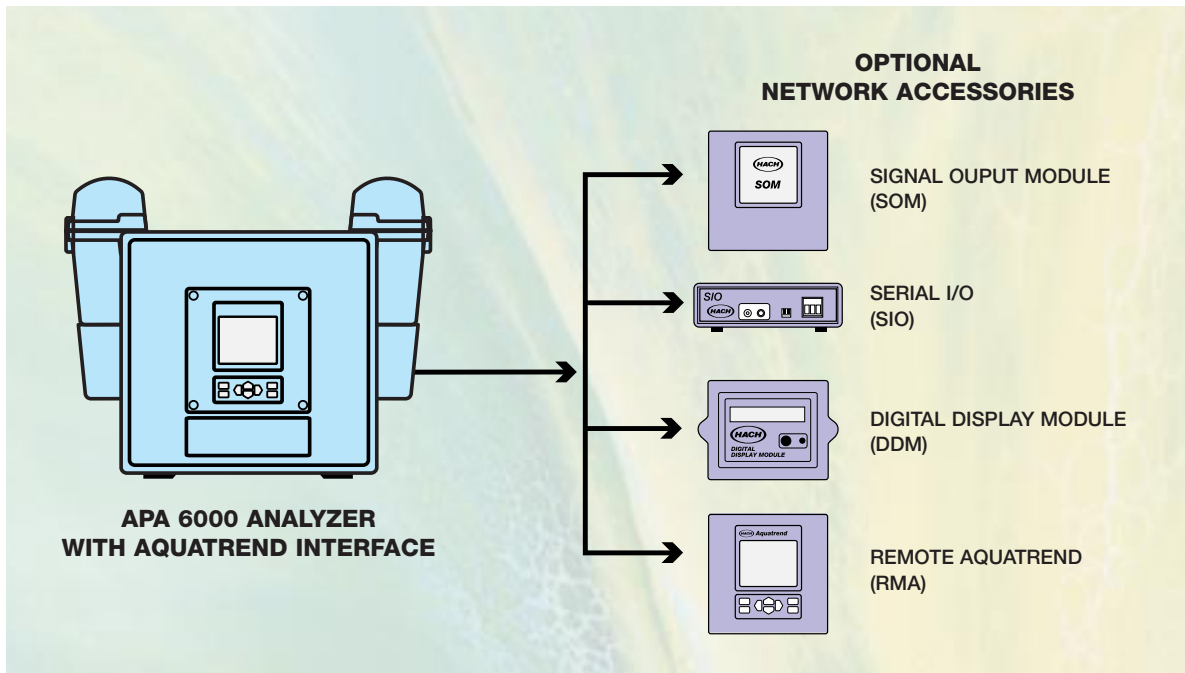 OPTIONAL
NETWORK ACCESSORIES
HACH
SOM
SIGNAL OUPUT MODULE
(SOM)
SIO
HACH
SERIAL I/O
(SIO)
HACH
DIGITAL
DISPLAY MODULE
DIGITAL DISPLAY MODULE
(DDM)
HACH Aquatrend
REMOTE AQUATREND
(RMA)
APA 6000 ANALYZER
WITH AQUATREND INTERFACE